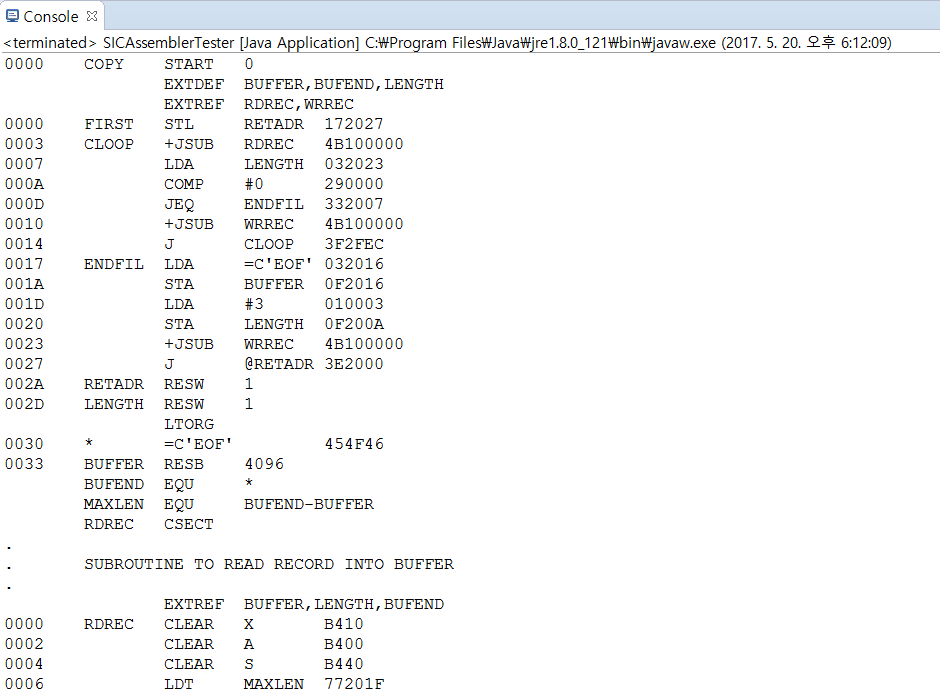 Console
<terminated> SICAssemblerTester [Java Application] C:₩Program Files₩Java₩jre1.8.0_121₩bin₩javaw.exe (2017. 5. 20. 오후 6:12:09)
0000 COPY START 0
EXTDEF BUFFER,BUFEND,LENGTH
EXTREF RDREC,WRREC
0000 FIRST STL RETADR 172027
0003 CLOOP +JSUB RDREC 4B100000
0007 LDA LENGTH 032023
000A COMP #0 290000
000D JEQ ENDFIL 332007
0010 +JSUB WRREC 4B100000
0014 J CLOOP 3F2FEC
0017 ENDFIL LDA =C'EOF' 032016
001A STA BUFFER 0F2016
001D LDA #3 010003
0020 STA LENGTH 0F200A
0023 +JSUB WRREC 4B100000
0027 J @RETADR 3E2000
002A RETADR RESW 1
002D LENGTH RESW 1
LTORG
0030 * =C'EOF' 454F46
0033 BUFFER RESB 4096
BUFEND EQU *
MAXLEN EQU BUFEND-BUFFER
RDREC CSECT
.
. SUBROUTINE TO READ RECORD INTO BUFFER
.
EXTREF BUFFER,LENGTH,BUFEND
0000 RDREC CLEAR X B410
0002 CLEAR A B400
0004 CLEAR S B440
0006 LDT MAXLEN 77201F